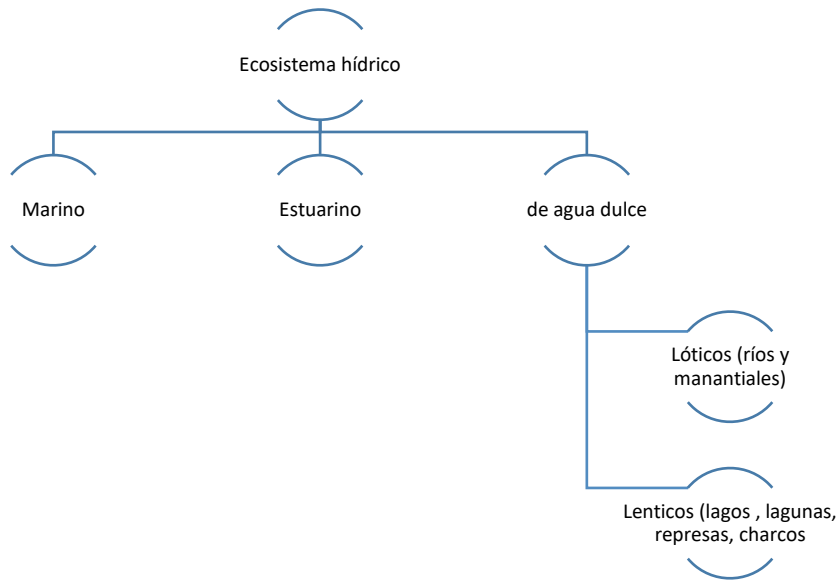 Ecosistema hídrico
Marino
Estuarino
de agua dulce
Lóticos (ríos y
manantiales)
Lenticos (lagos , lagunas,
represas, charcos